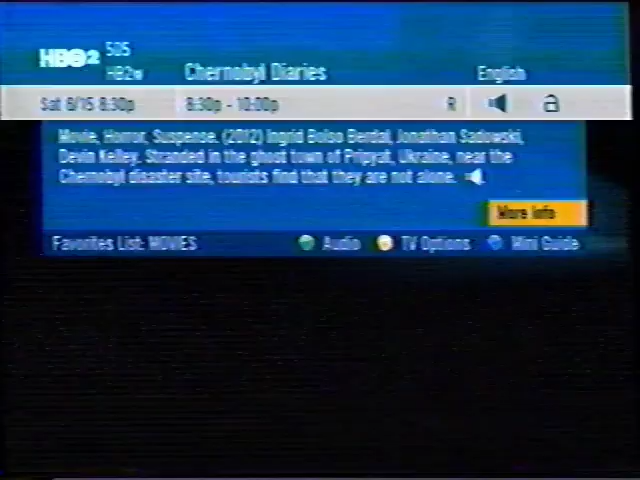 HBO2
505
HB2w
Chernobyl Diaries
English
Sat 6/15 8:30p
8:30p - 10:00p
R
Movie, Horror, Suspense. (2012) Ingrid Bolso Berdal, Jonathan Sadowski,
Devin Kelley. Stranded in the ghost town of Pripyat, Ukraine, near the
Chernobyl disaster site, tourists find that they are not alone.
More Info
Favorites List: MOVIES
Audio
TV Options
Mini Guide